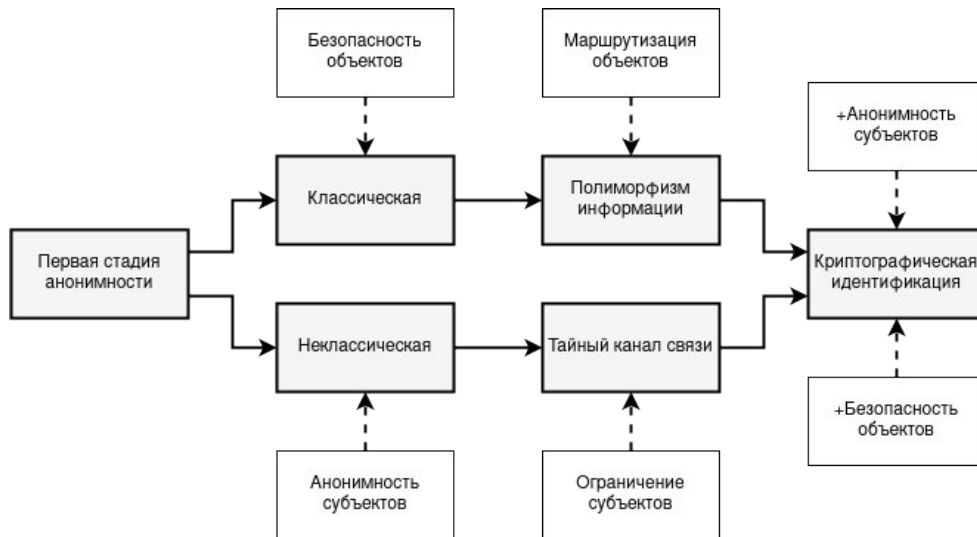 Безопасность
объектов
Маршрутизация
объектов
+Анонимность
субъектов
Классическая
Полиморфизм
информации
Первая стадия
анонимности
Криптографическая
идентификация
Неклассическая
Тайный канал связи
+Безопасность
объектов
Анонимность
субъектов
Ограничение
субъектов